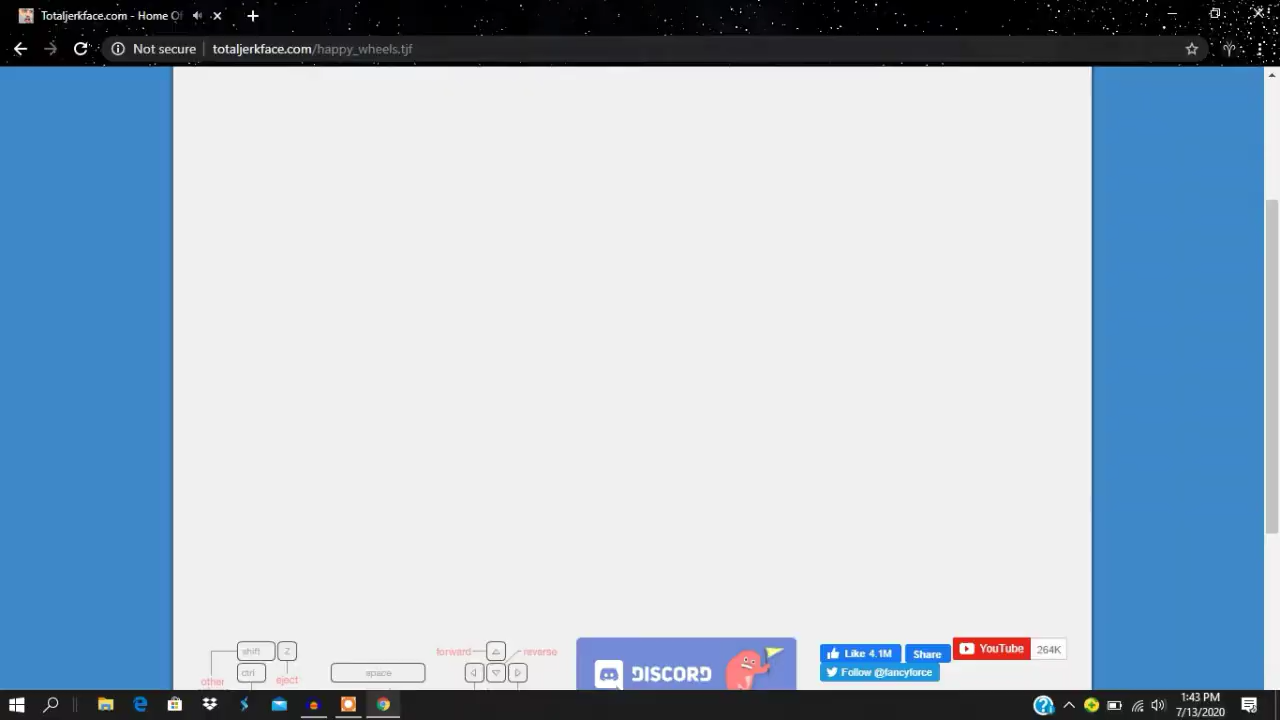 Totaljerkface.com - Home Of
Not secure
totaljerkface.com/happy_wheels.tjf
shift
Z
forward
reverse
ctrl
space
other
eject
DISCORD
Like 4.1M
Share
YouTube
264K
Follow @fancyforce
1:43 PM
7/13/2020